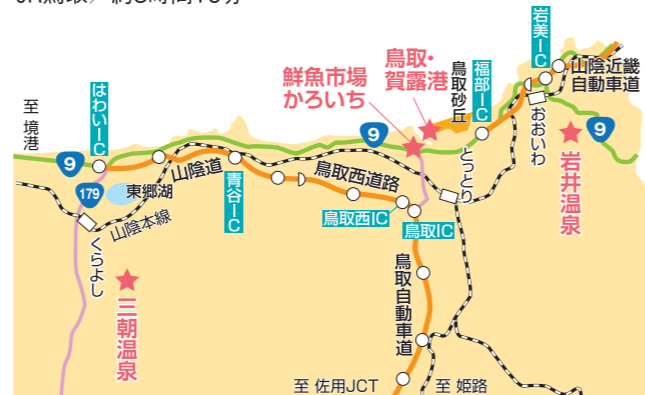 岩美IC
山陰近畿
自動車道
鳥取・
賀露港
鳥取砂丘
福部IC
鮮魚市場
かろいち
はわいIC
至 境港
9
おおいわ
9
岩井温泉
9
山陰道
青谷IC
鳥取西道路
とっとり
179
東郷湖
山陰本線
くらよし
鳥取西IC
鳥取IC
三朝温泉
鳥取自動車道
至 佐用JCT
至 姫路